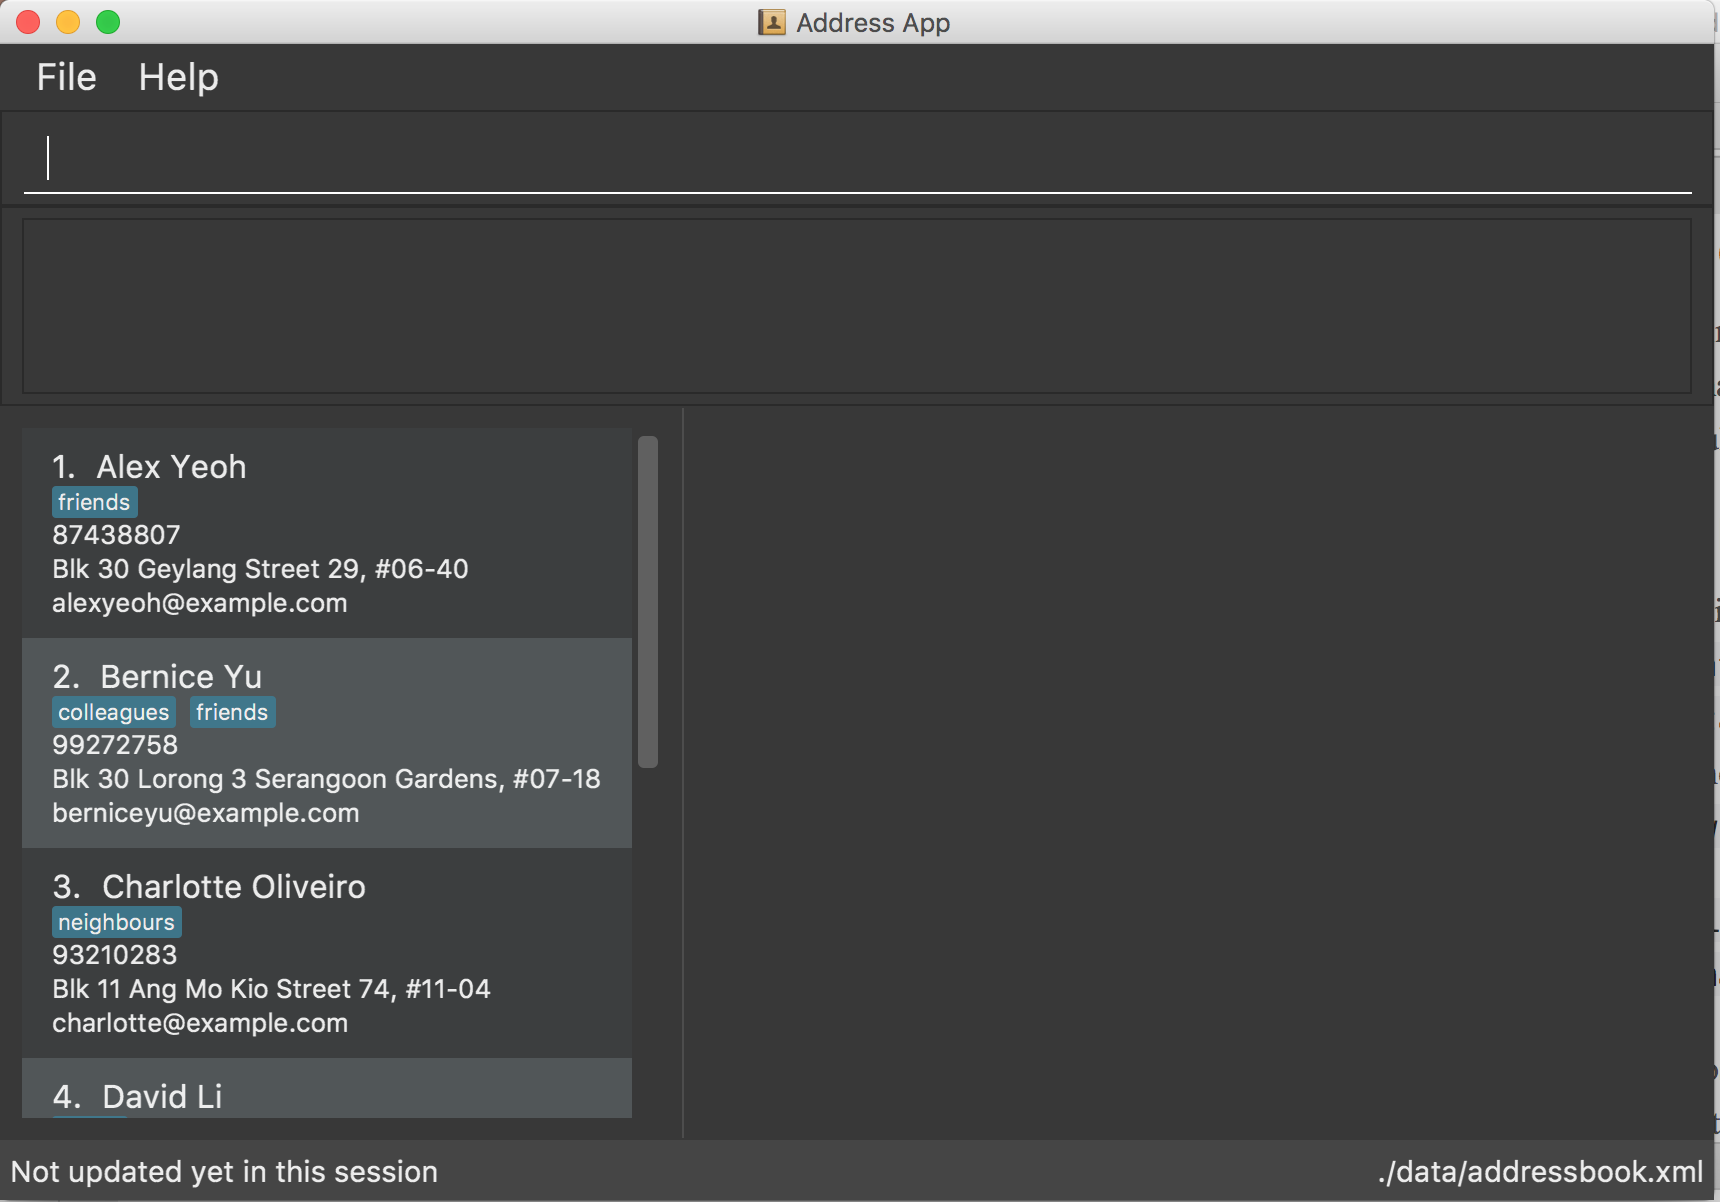 Address App
File Help
1. Alex Yeoh
friends
87438807
Blk 30 Geylang Street 29, #06-40
alexyeoh@example.com
2. Bernice Yu
colleagues friends
99272758
Blk 30 Lorong 3 Serangoon Gardens, #07-18
berniceyu@example.com
3. Charlotte Oliveiro
neighbours
93210283
Blk 11 Ang Mo Kio Street 74, #11-04
charlotte@example.com
4. David Li
Not updated yet in this session ./data/addressbook.xml